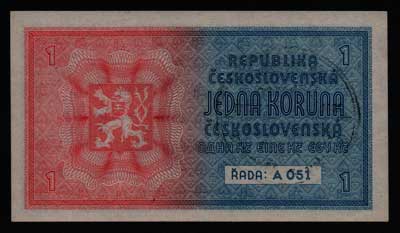 1 1
REPUBLIKA
ČESKOSLOVENSKÁ
JEDNA KORUNA
ČESKOSLOVENSKÁ
ŘADA: A 051
1 1